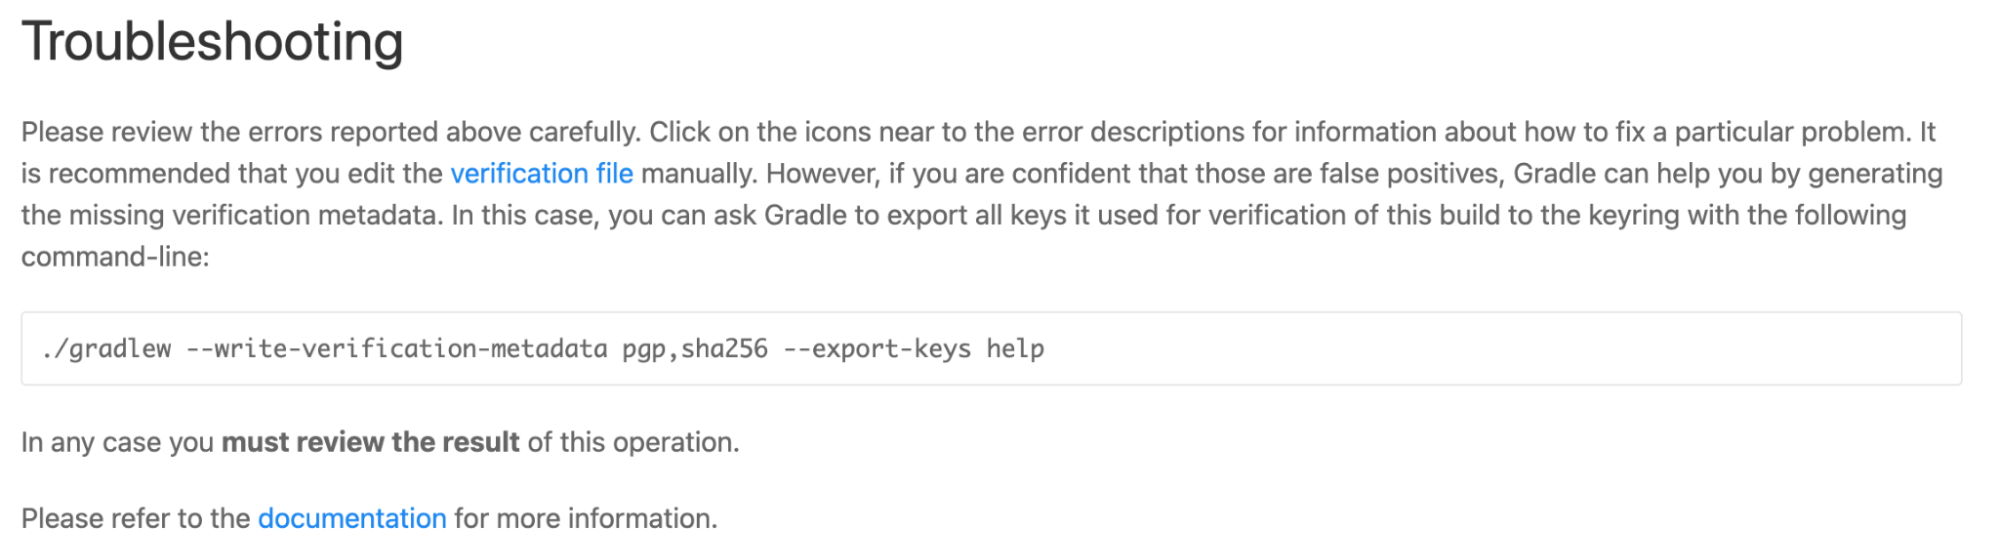 Troubleshooting
Please review the errors reported above carefully. Click on the icons near to the error descriptions for information about how to fix a particular problem. It
is recommended that you edit the verification file manually. However, if you are confident that those are false positives, Gradle can help you by generating
the missing verification metadata. In this case, you can ask Gradle to export all keys it used for verification of this build to the keyring with the following
command-line:
./gradlew --write-verification-metadata pgp,sha256 --export-keys help
In any case you must review the result of this operation.
Please refer to the documentation for more information.